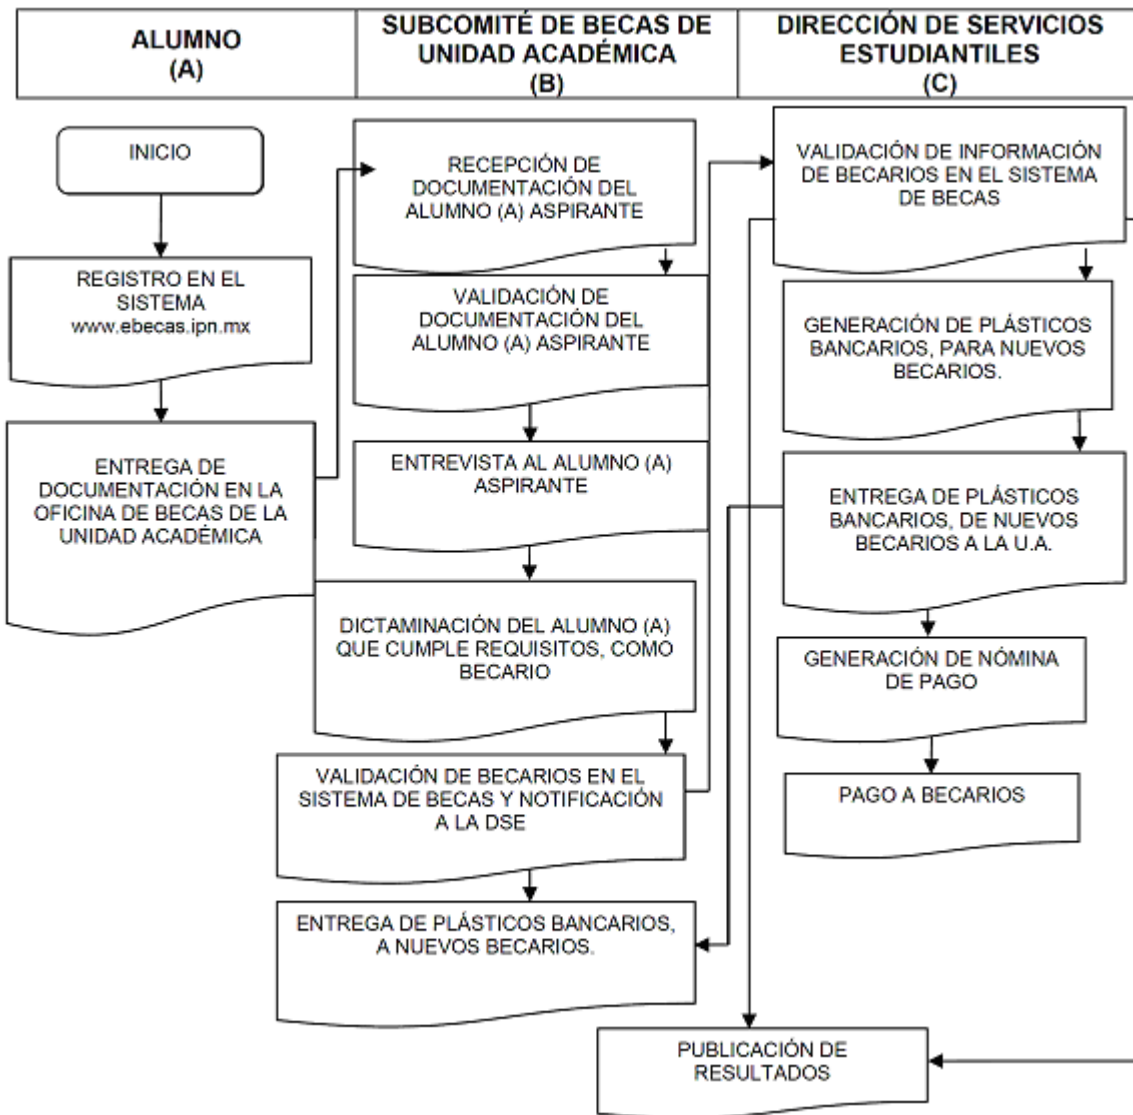 ALUMNO
(A)
SUBCOMITÉ DE BECAS DE
UNIDAD ACADÉMICA
(B)
DIRECCIÓN DE SERVICIOS
ESTUDIANTILES
(C)
INICIO
REGISTRO EN EL
SISTEMA
www.ebecas.ipn.mx
ENTREGA DE
DOCUMENTACIÓN EN LA
OFICINA DE BECAS DE LA
UNIDAD ACADÉMICA
RECEPCIÓN DE
DOCUMENTACIÓN DEL
ALUMNO (A) ASPIRANTE
VALIDACIÓN DE
DOCUMENTACIÓN DEL
ALUMNO (A) ASPIRANTE
ENTREVISTA AL ALUMNO (A)
ASPIRANTE
DICTAMINACIÓN DEL ALUMNO (A)
QUE CUMPLE REQUISITOS, COMO
BECARIO
VALIDACIÓN DE BECARIOS EN EL
SISTEMA DE BECAS Y NOTIFICACIÓN
A LA DSE
ENTREGA DE PLÁSTICOS BANCARIOS,
A NUEVOS BECARIOS.
VALIDACIÓN DE INFORMACIÓN
DE BECARIOS EN EL SISTEMA
DE BECAS
GENERACIÓN DE PLÁSTICOS
BANCARIOS, PARA NUEVOS
BECARIOS.
ENTREGA DE PLÁSTICOS
BANCARIOS, DE NUEVOS
BECARIOS A LA U.A.
GENERACIÓN DE NÓMINA
DE PAGO
PAGO A BECARIOS
PUBLICACIÓN DE
RESULTADOS